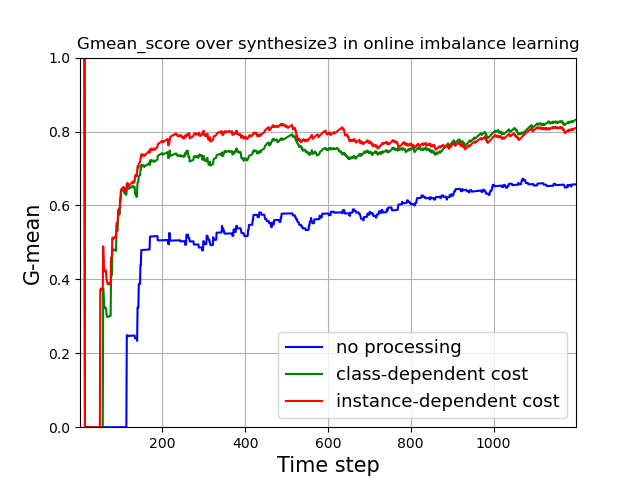 Gmean_score over synthesize3 in online imbalance learning
1.0
0.8
0.6
0.4
0.2
0.0
G-mean
no processing
class-dependent cost
instance-dependent cost
200 400 600 800 1000
Time step